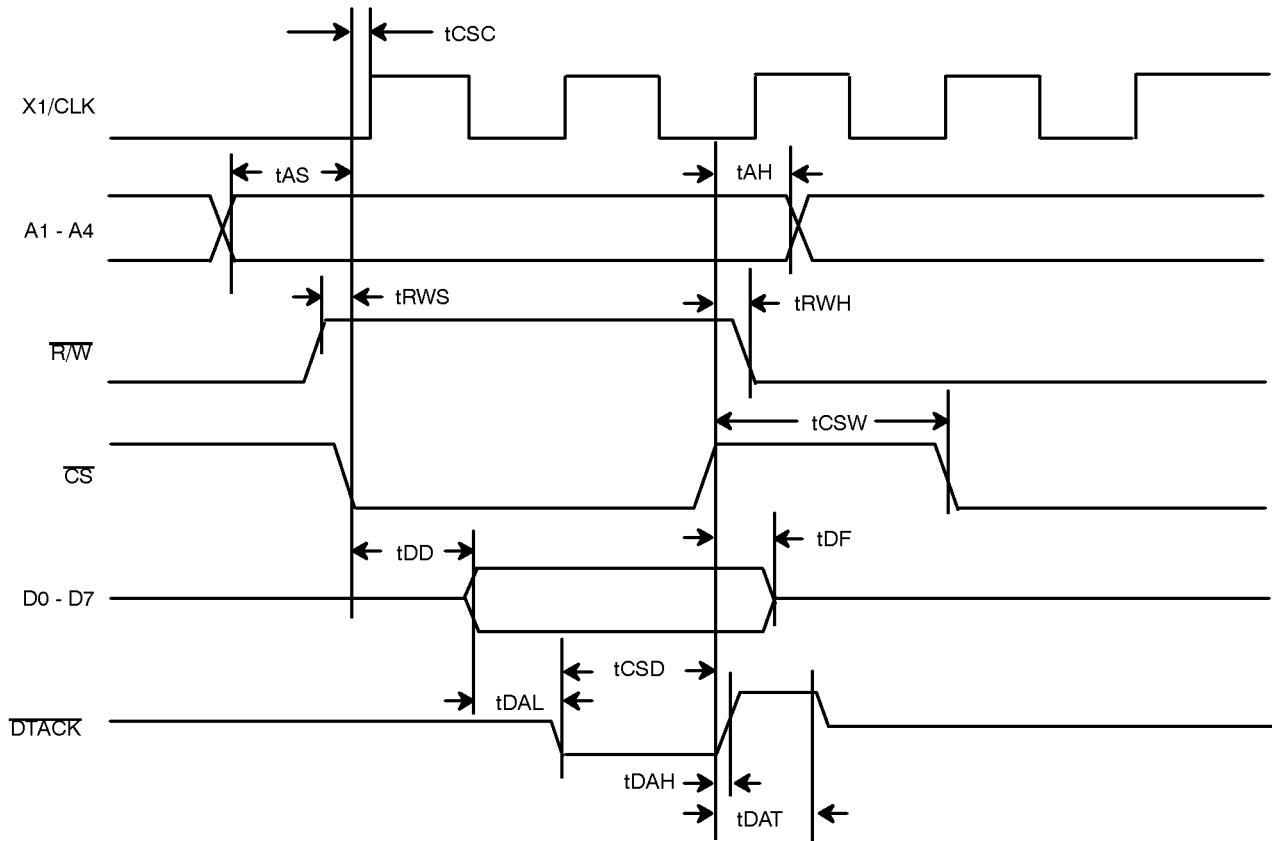 tCSC
X1/CLK
tAS
tAH
A1 - A4
tRWS
tRWH
R/W
tCSW
CS
tDD
tDF
D0 - D7
tCSD
tDAL
DTACK
tDAH
tDAT